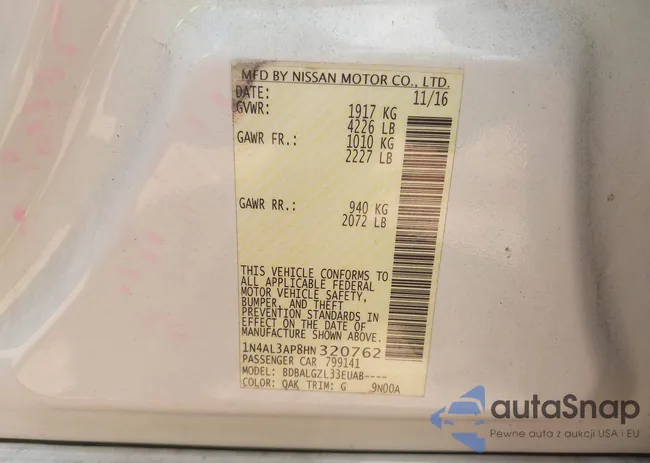 MFD BY NISSAN MOTOR CO., LTD.
DATE: 11/16
GVWR: 1917 KG
4226 LB
GAWR FR.: 1010 KG
2227 LB
GAWR RR.: 940 KG
2072 LB
THIS VEHICLE CONFORMS TO
ALL APPLICABLE FEDERAL
MOTOR VEHICLE SAFETY,
BUMPER, AND THEFT
PREVENTION STANDARDS IN
EFFECT ON THE DATE OF
MANUFACTURE SHOWN ABOVE.
1N4AL3AP8HN320762
PASSENGER CAR 799141
MODEL: BDBALGZL33EUAB----
COLOR: QAK TRIM: G 9N00A
autaSnap
Pewne auta z aukcji USA i EU